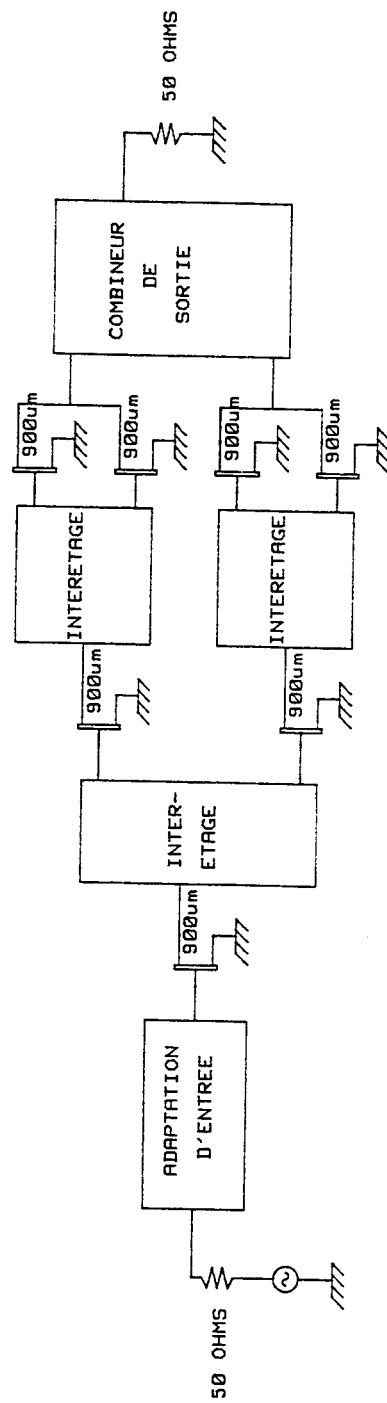 50 OHMS
ADAPTATION
D'ENTREE
900um
INTER-
ETAGE
900um
900um
INTERETAGE
INTERETAGE
900um
900um
900um
900um
COMBINEUR
DE
SORTIE
50 OHMS